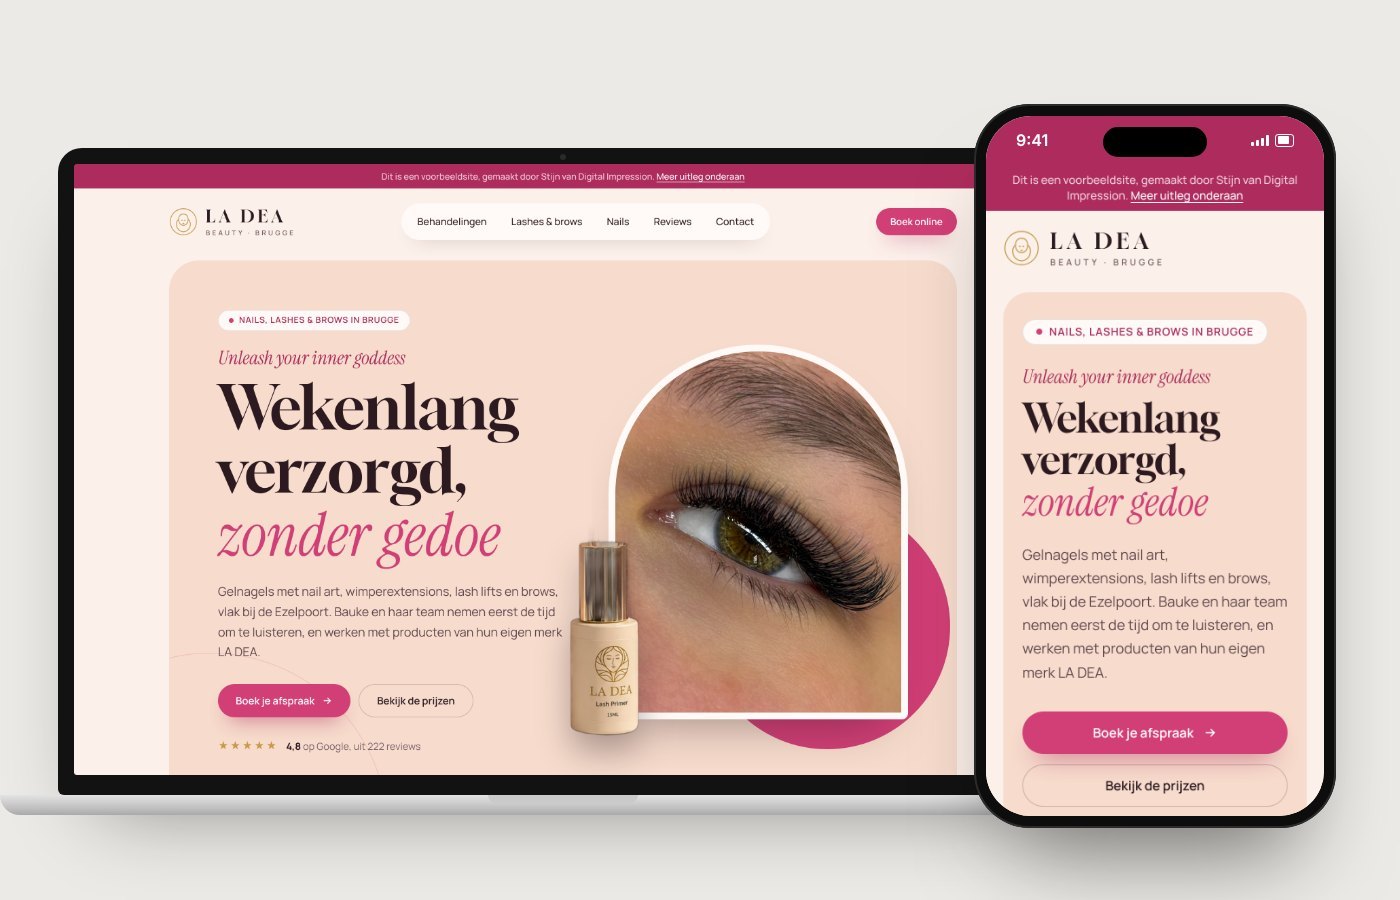 Dit is een voorbeeldsite, gemaakt door Stijn van Digital Impression. Meer uitleg onderaan
LA DEA
BEAUTY · BRUGGE
Behandelingen Lashes & brows Nails Reviews Contact
Boek online
NAILS, LASHES & BROWS IN BRUGGE
Unleash your inner goddess
Wekenlang
verzorgd,
zonder gedoe
Gelnagels met nail art, wimperextensions, lash lifts en brows,
vlak bij de Ezelpoort. Bauke en haar team nemen eerst de tijd
om te luisteren, en werken met producten van hun eigen merk
LA DEA.
Boek je afspraak → Bekijk de prijzen
★★★★★ 4,8 op Google, uit 222 reviews
LA DEA
Lash Primer
15ML
9:41
Dit is een voorbeeldsite, gemaakt door Stijn van Digital
Impression. Meer uitleg onderaan
LA DEA
BEAUTY · BRUGGE
NAILS, LASHES & BROWS IN BRUGGE
Unleash your inner goddess
Wekenlang
verzorgd,
zonder gedoe
Gelnagels met nail art,
wimperextensions, lash lifts en brows,
vlak bij de Ezelpoort. Bauke en haar team
nemen eerst de tijd om te luisteren, en
werken met producten van hun eigen
merk LA DEA.
Boek je afspraak →
Bekijk de prijzen